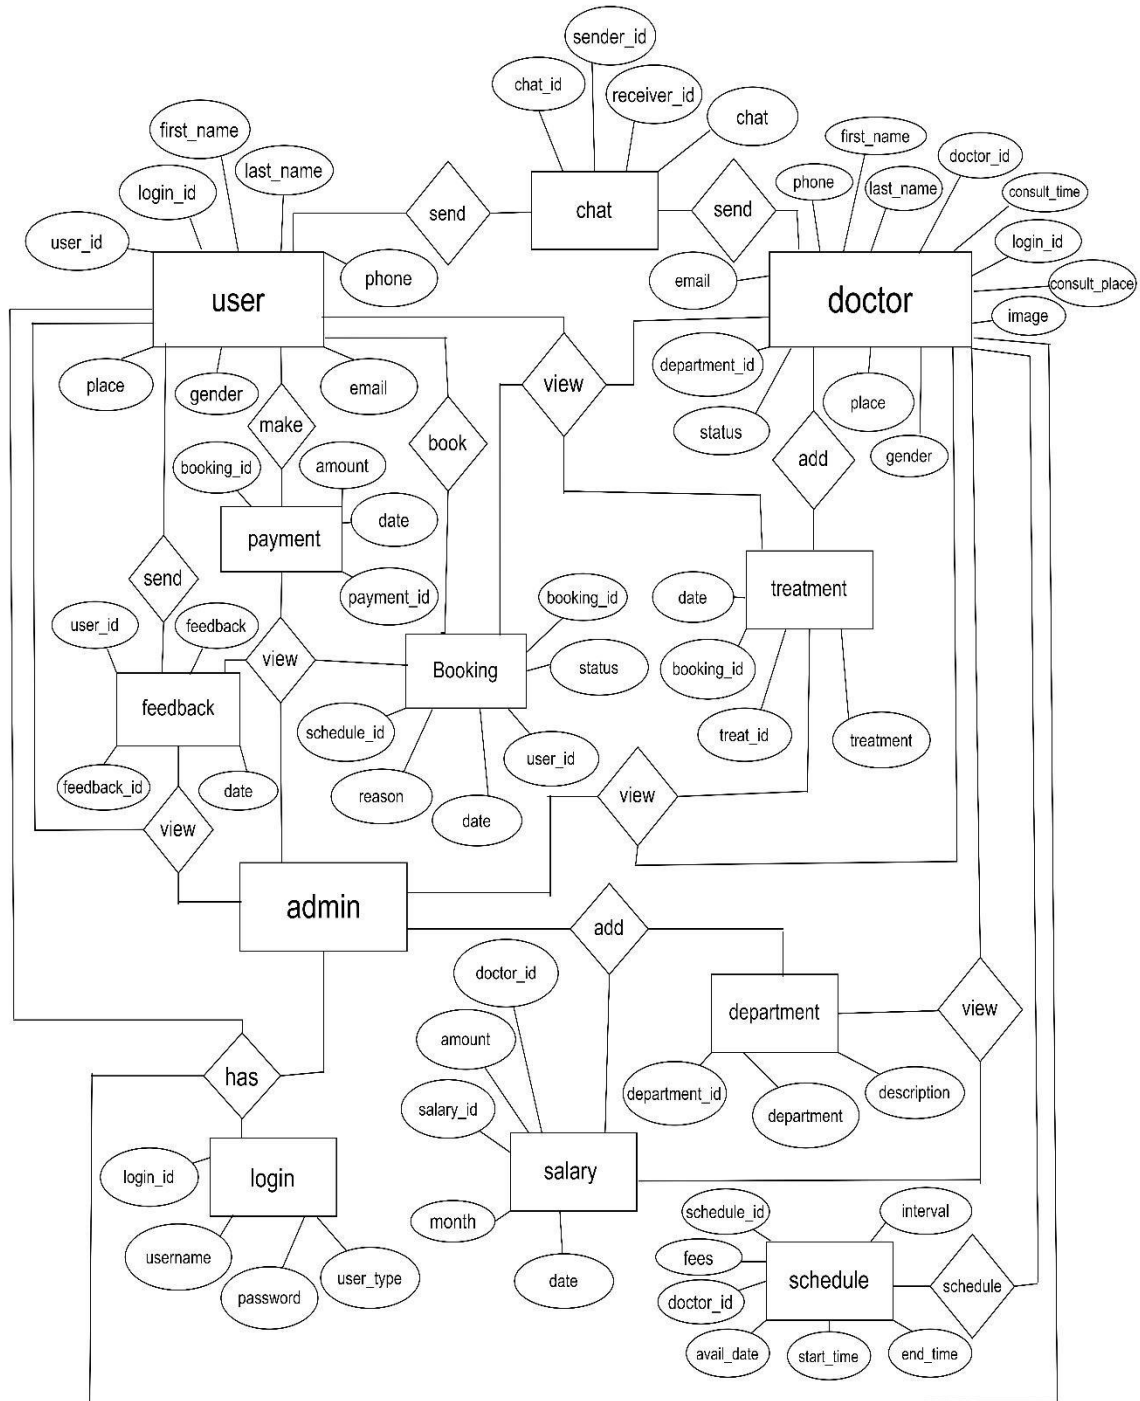 sender_id
chat_id
receiver_id
chat
first_name
last_name
login_id
user_id
phone
send
chat
send
first_name
doctor_id
phone
last_name
consult_time
login_id
consult_place
email
image
user
doctor
place
gender
email
make
book
view
department_id
status
place
gender
add
booking_id
amount
date
payment
payment_id
send
user_id
feedback
view
feedback
feedback_id
date
view
booking_id
status
Booking
schedule_id
reason
date
user_id
date
treatment
booking_id
treat_id
treatment
view
admin
add
doctor_id
amount
salary_id
salary
month
date
department
department_id
department
description
view
has
login_id
login
username
password
user_type
schedule_id
interval
fees
schedule
doctor_id
avail_date
start_time
end_time
schedule